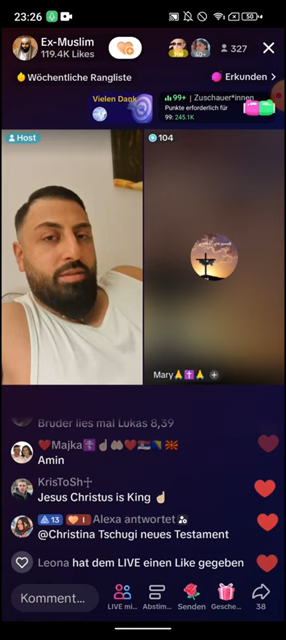 23:26
50
Ex-Muslim
119.4K Likes
327
Wöchentliche Rangliste
Erkunden >
Vielen Dank
99+ | Zuschauer*innen
Punkte erforderlich für
99: 245.1K
Host
104
Mary🙏✝️🙏
Bruder lies mal Lukas 8,39
❤️Majka✝️☝🏻🤲🏻❤️🇷🇸🇧🇦🇲🇰
Amin
KrisToSh✝
Jesus Christus is King ☝🏻
13 I Alexa antwortet
@Christina Tschugi neues Testament
Leona hat dem LIVE einen Like gegeben
Komment...
LIVE mi...
Abstim...
Senden
Gesche...
38